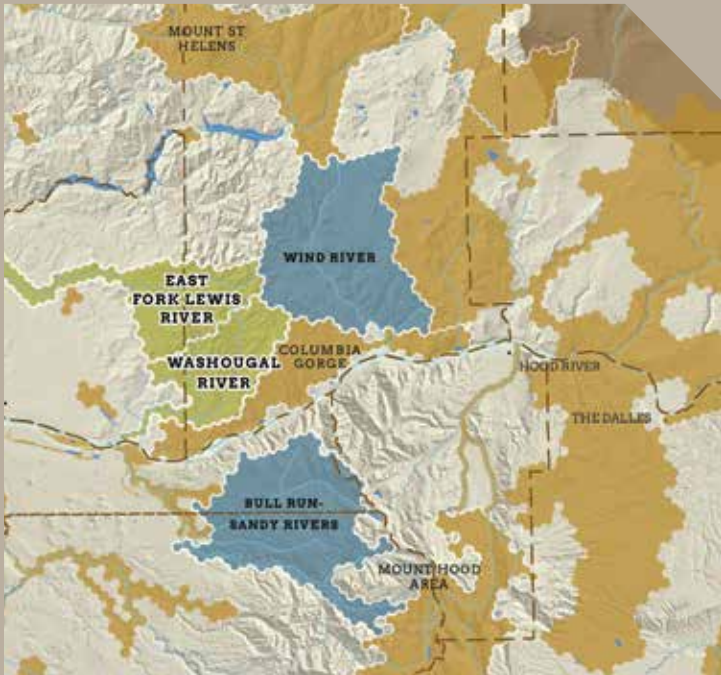 MOUNT ST
HELENS
WIND RIVER
EAST
FORK LEWIS
RIVER
WASHOUGAL
RIVER
COLUMBIA
GORGE
HOOD RIVER
THE DALLES
BULL RUN-
SANDY RIVERS
MOUNT HOOD
AREA